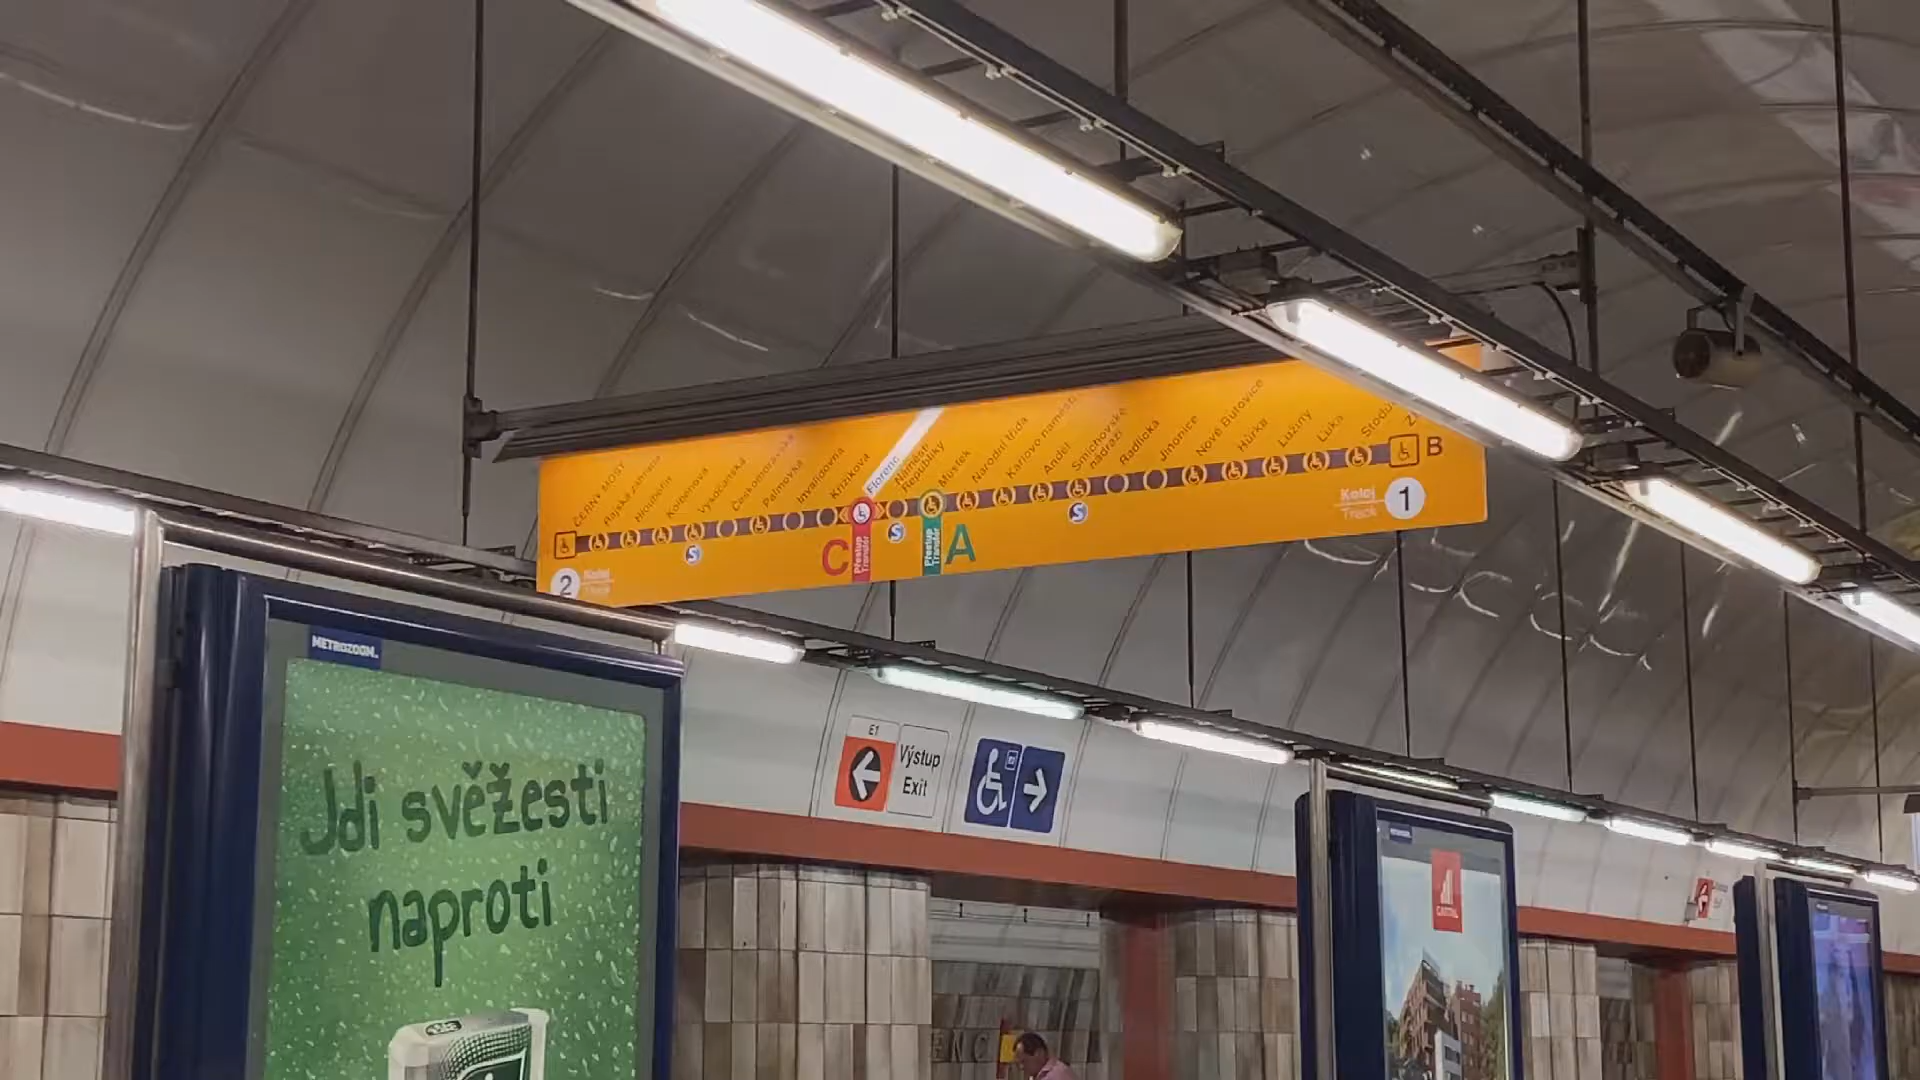 ČERNÝ MOST
Rajská zahrada
Hloubětín
Kolbenova
Vysočanská
Českomoravská
Palmovka
Invalidovna
Křižíkova
Florenc
Náměstí
Republiky
Můstek
Národní třída
Karlovo náměstí
Anděl
Smíchovské
nádraží
Radlická
Jinonice
Nové Butovice
Hůrka
Lužiny
Luka
B
Kolej
Track
1
2
Kolej
Track
C
Přestup
Transfer
Přestup
Transfer
A
S
S
S
METROZOOM.
Jdi svěžesti
naproti
E1
Výstup
Exit
ENC